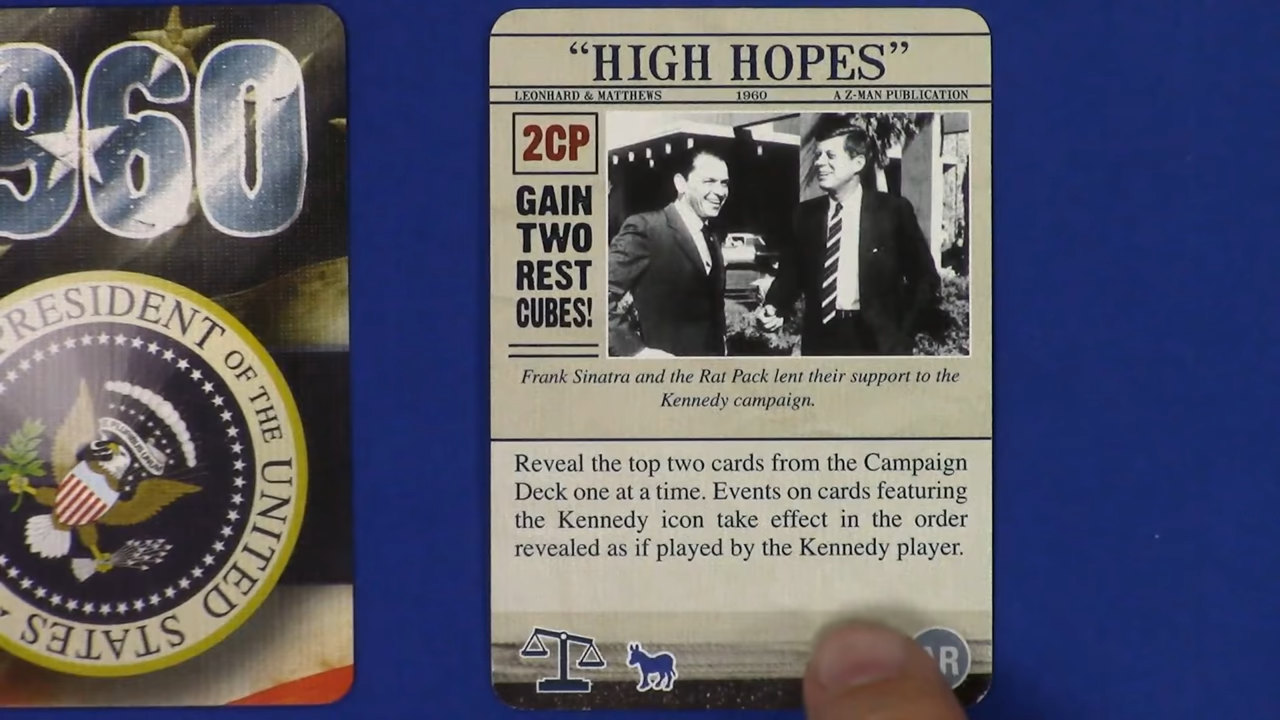 960
PRESIDENT OF THE UNITED STATES
"HIGH HOPES"
LEONHARD & MATTHEWS 1960 A Z-MAN PUBLICATION
2CP
GAIN
TWO
REST
CUBES!
Frank Sinatra and the Rat Pack lent their support to the
Kennedy campaign.
Reveal the top two cards from the Campaign
Deck one at a time. Events on cards featuring
the Kennedy icon take effect in the order
revealed as if played by the Kennedy player.